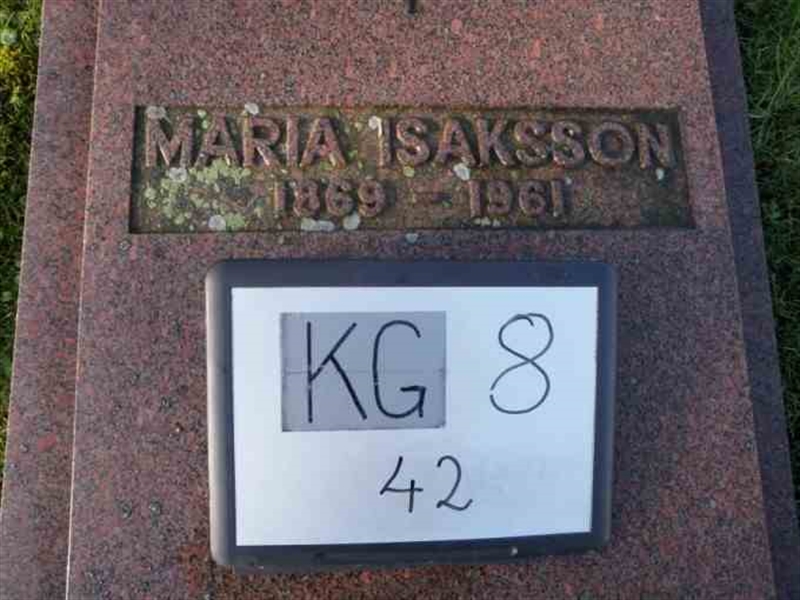 MARIA ISAKSSON
1869 – 1961
KG 8
42